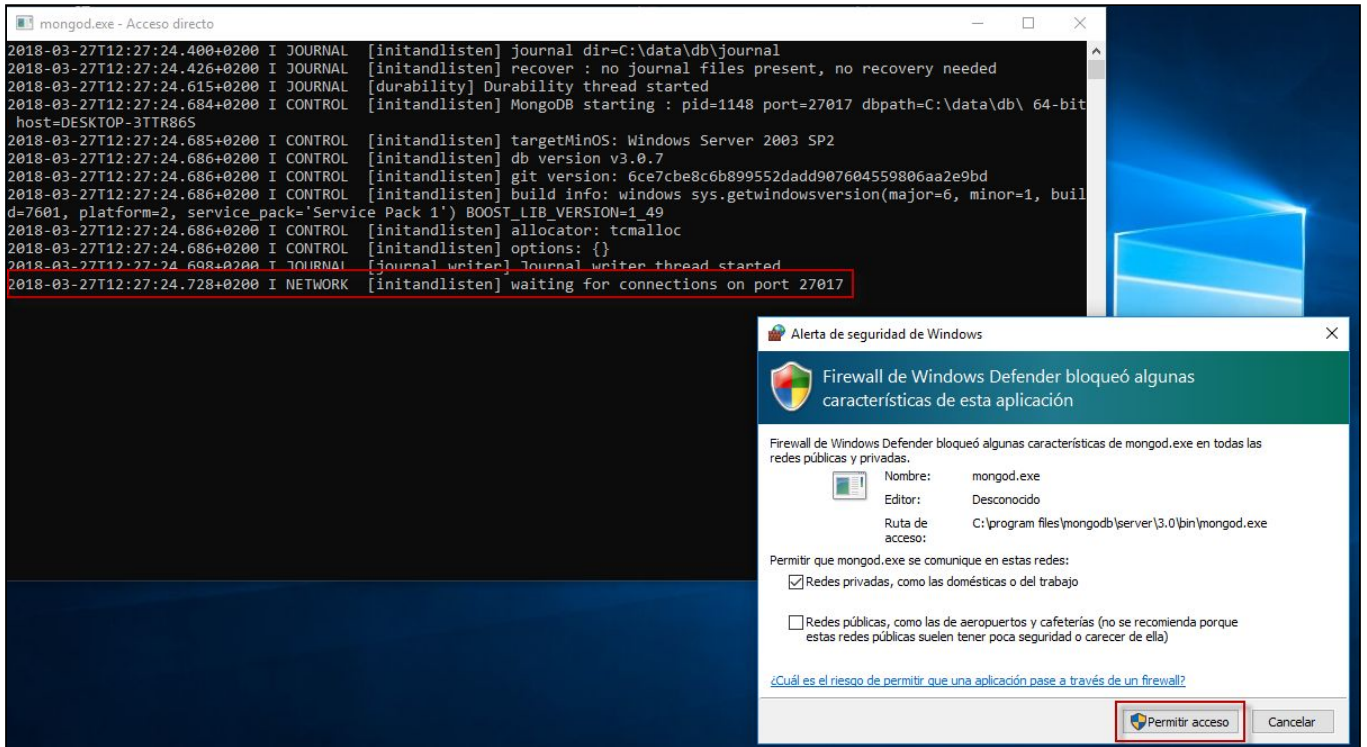 mongod.exe - Acceso directo
2018-03-27T12:27:24.400+0200 I JOURNAL  [initandlisten] journal dir=C:\data\db\journal
2018-03-27T12:27:24.426+0200 I JOURNAL  [initandlisten] recover : no journal files present, no recovery needed
2018-03-27T12:27:24.615+0200 I JOURNAL  [durability] Durability thread started
2018-03-27T12:27:24.684+0200 I CONTROL  [initandlisten] MongoDB starting : pid=1148 port=27017 dbpath=C:\data\db\ 64-bit
host=DESKTOP-3TTR86S
2018-03-27T12:27:24.685+0200 I CONTROL  [initandlisten] targetMinOS: Windows Server 2003 SP2
2018-03-27T12:27:24.686+0200 I CONTROL  [initandlisten] db version v3.0.7
2018-03-27T12:27:24.686+0200 I CONTROL  [initandlisten] git version: 6ce7cbe8c6b899552dadd907604559806aa2e9bd
2018-03-27T12:27:24.686+0200 I CONTROL  [initandlisten] build info: windows sys.getwindowsversion(major=6, minor=1, buil
d=7601, platform=2, service_pack='Service Pack 1') BOOST_LIB_VERSION=1_49
2018-03-27T12:27:24.686+0200 I CONTROL  [initandlisten] allocator: tcmalloc
2018-03-27T12:27:24.686+0200 I CONTROL  [initandlisten] options: {}
2018-03-27T12:27:24.698+0200 I JOURNAL  [journal writer] Journal writer thread started
2018-03-27T12:27:24.728+0200 I NETWORK  [initandlisten] waiting for connections on port 27017
Alerta de seguridad de Windows
Firewall de Windows Defender bloqueó algunas
características de esta aplicación
Firewall de Windows Defender bloqueó algunas características de mongod.exe en todas las
redes públicas y privadas.
Nombre: mongod.exe
Editor: Desconocido
Ruta de C:\program files\mongodb\server\3.0\bin\mongod.exe
acceso:
Permitir que mongod.exe se comunique en estas redes:
Redes privadas, como las domésticas o del trabajo
Redes públicas, como las de aeropuertos y cafeterías (no se recomienda porque
estas redes públicas suelen tener poca seguridad o carecer de ella)
¿Cuál es el riesgo de permitir que una aplicación pase a través de un firewall?
Permitir acceso Cancelar